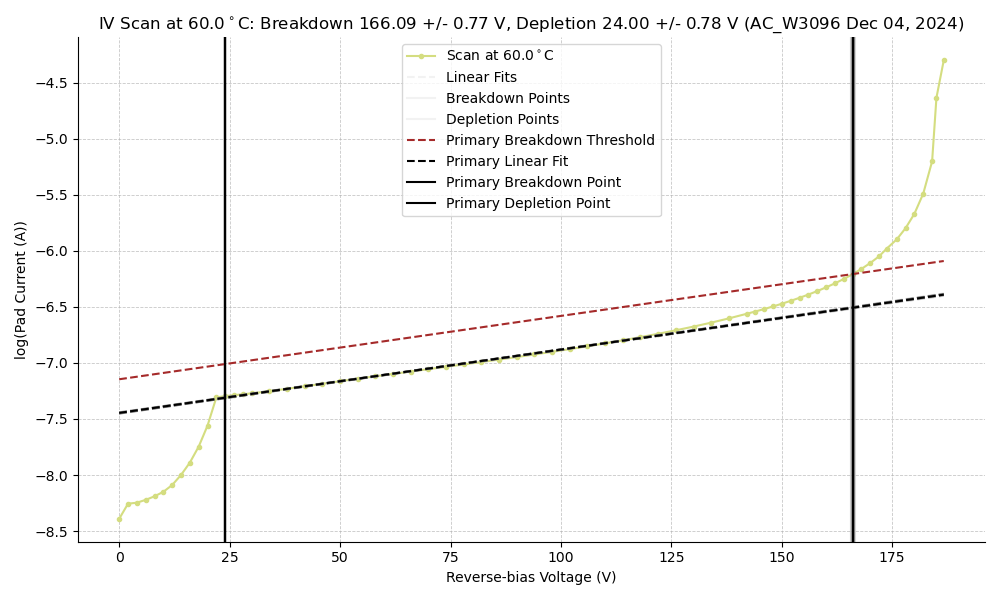 IV Scan at 60.0°C: Breakdown 166.09 +/- 0.77 V, Depletion 24.00 +/- 0.78 V (AC_W3096 Dec 04, 2024)
Scan at 60.0°C
Linear Fits
Breakdown Points
Depletion Points
Primary Breakdown Threshold
Primary Linear Fit
Primary Breakdown Point
Primary Depletion Point
log(Pad Current (A))
−4.5
−5.0
−5.5
−6.0
−6.5
−7.0
−7.5
−8.0
−8.5
0 25 50 75 100 125 150 175
Reverse-bias Voltage (V)